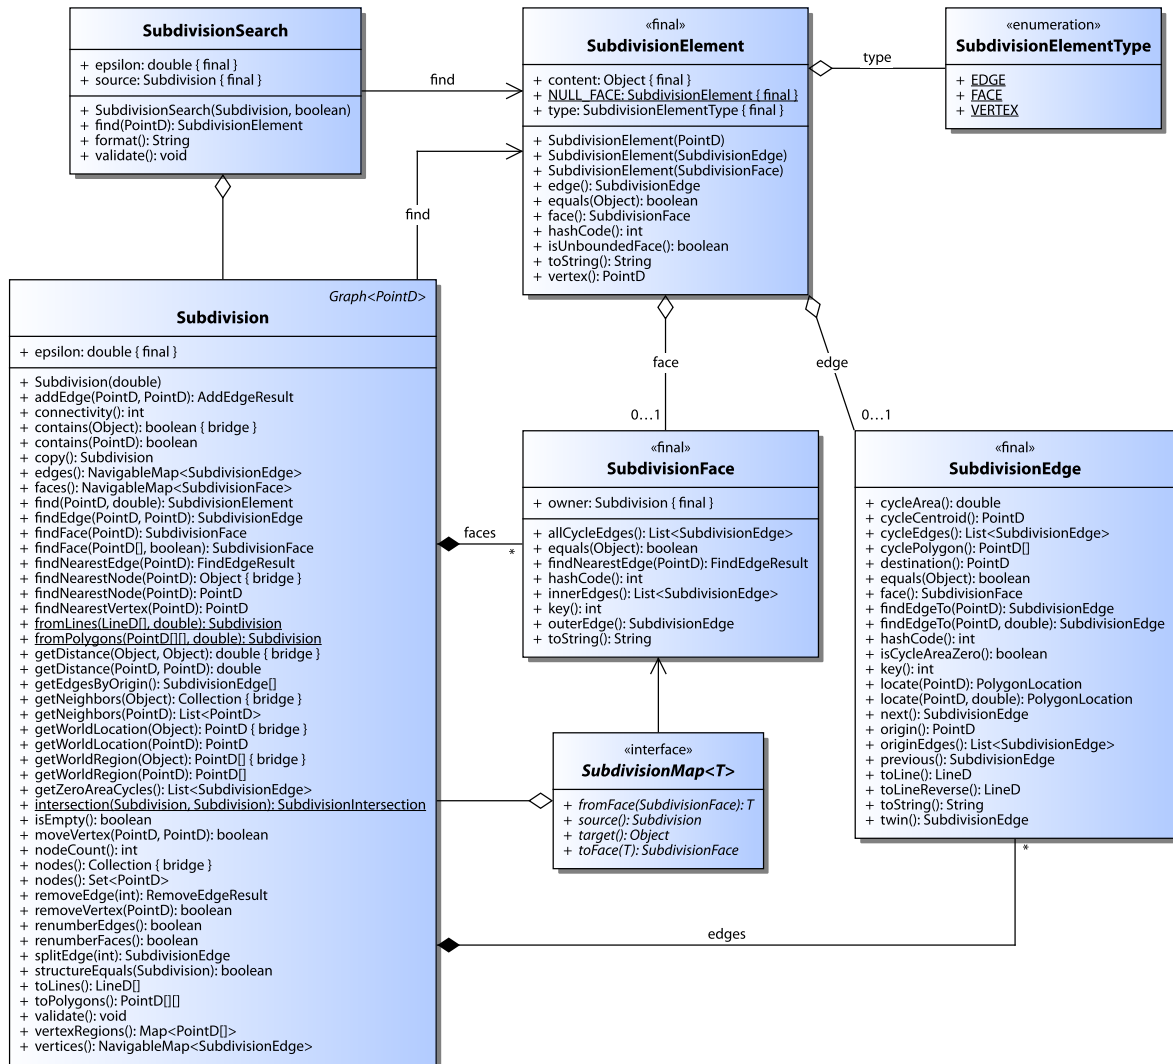 SubdivisionSearch
+ epsilon: double { final }
+ source: Subdivision { final }
+ SubdivisionSearch(Subdivision, boolean)
+ find(PointD): SubdivisionElement
+ format(): String
+ validate(): void
find
«final»
SubdivisionElement
+ content: Object { final }
+ NULL_FACE: SubdivisionElement { final }
+ type: SubdivisionElementType { final }
+ SubdivisionElement(PointD)
+ SubdivisionElement(SubdivisionEdge)
+ SubdivisionElement(SubdivisionFace)
+ edge(): SubdivisionEdge
+ equals(Object): boolean
+ face(): SubdivisionFace
+ hashCode(): int
+ isUnboundedFace(): boolean
+ toString(): String
+ vertex(): PointD
type
«enumeration»
SubdivisionElementType
+ EDGE
+ FACE
+ VERTEX
find
Graph<PointD>
Subdivision
+ epsilon: double { final }
+ Subdivision(double)
+ addEdge(PointD, PointD): AddEdgeResult
+ connectivity(): int
+ contains(Object): boolean { bridge }
+ contains(PointD): boolean
+ copy(): Subdivision
+ edges(): NavigableMap<SubdivisionEdge>
+ faces(): NavigableMap<SubdivisionFace>
+ find(PointD, double): SubdivisionElement
+ findEdge(PointD, PointD): SubdivisionEdge
+ findFace(PointD): SubdivisionFace
+ findFace(PointD[], boolean): SubdivisionFace
+ findNearestEdge(PointD): FindEdgeResult
+ findNearestNode(PointD): Object { bridge }
+ findNearestNode(PointD): PointD
+ findNearestVertex(PointD): PointD
+ fromLines(LineD[], double): Subdivision
+ fromPolygons(PointD[][], double): Subdivision
+ getDistance(Object, Object): double { bridge }
+ getDistance(PointD, PointD): double
+ getEdgesByOrigin(): SubdivisionEdge[]
+ getNeighbors(Object): Collection { bridge }
+ getNeighbors(PointD): List<PointD>
+ getWorldLocation(Object): PointD { bridge }
+ getWorldLocation(PointD): PointD
+ getWorldRegion(Object): PointD[] { bridge }
+ getWorldRegion(PointD): PointD[]
+ getZeroAreaCycles(): List<SubdivisionEdge>
+ intersection(Subdivision, Subdivision): SubdivisionIntersection
+ isEmpty(): boolean
+ moveVertex(PointD, PointD): boolean
+ nodeCount(): int
+ nodes(): Collection { bridge }
+ nodes(): Set<PointD>
+ removeEdge(int): RemoveEdgeResult
+ removeVertex(PointD): boolean
+ renumberEdges(): boolean
+ renumberFaces(): boolean
+ splitEdge(int): SubdivisionEdge
+ structureEquals(Subdivision): boolean
+ toLines(): LineD[]
+ toPolygons(): PointD[][]
+ validate(): void
+ vertexRegions(): Map<PointD[]>
+ vertices(): NavigableMap<SubdivisionEdge>
face
0…1
edge
0…1
faces
*
«final»
SubdivisionFace
+ owner: Subdivision { final }
+ allCycleEdges(): List<SubdivisionEdge>
+ equals(Object): boolean
+ findNearestEdge(PointD): FindEdgeResult
+ hashCode(): int
+ innerEdges(): List<SubdivisionEdge>
+ key(): int
+ outerEdge(): SubdivisionEdge
+ toString(): String
«final»
SubdivisionEdge
+ cycleArea(): double
+ cycleCentroid(): PointD
+ cycleEdges(): List<SubdivisionEdge>
+ cyclePolygon(): PointD[]
+ destination(): PointD
+ equals(Object): boolean
+ face(): SubdivisionFace
+ findEdgeTo(PointD): SubdivisionEdge
+ findEdgeTo(PointD, double): SubdivisionEdge
+ hashCode(): int
+ isCycleAreaZero(): boolean
+ key(): int
+ locate(PointD): PolygonLocation
+ locate(PointD, double): PolygonLocation
+ next(): SubdivisionEdge
+ origin(): PointD
+ originEdges(): List<SubdivisionEdge>
+ previous(): SubdivisionEdge
+ toLine(): LineD
+ toLineReverse(): LineD
+ toString(): String
+ twin(): SubdivisionEdge
«interface»
SubdivisionMap<T>
+ fromFace(SubdivisionFace): T
+ source(): Subdivision
+ target(): Object
+ toFace(T): SubdivisionFace
*
edges